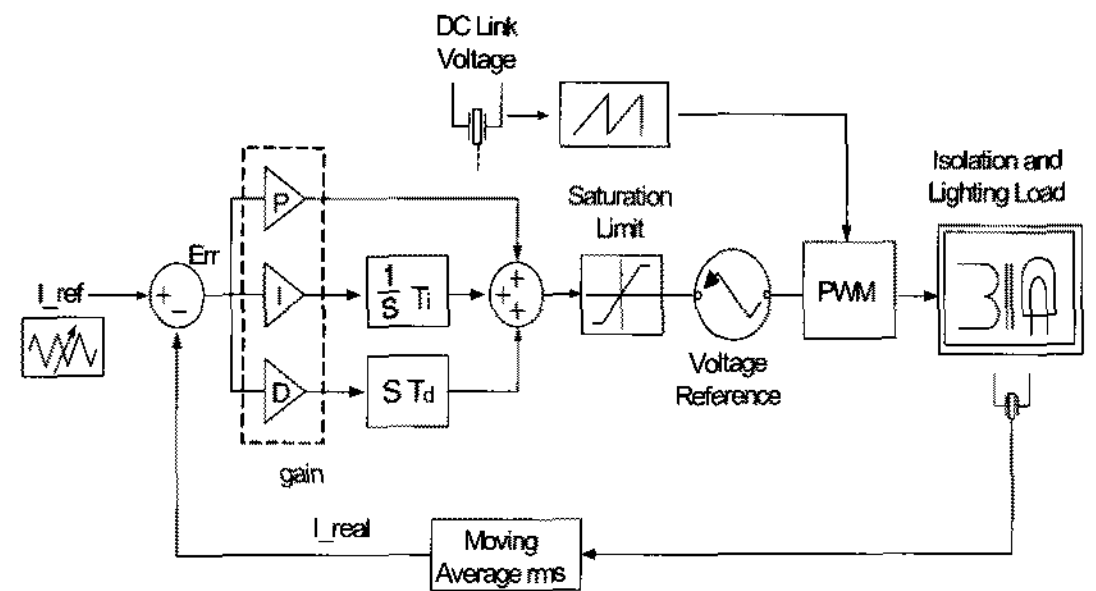 DC Link
Voltage
Isolation and
Lighting Load
Saturation
Limit
P
Err
I_ref
+
−
I
1
S
Ti
+
+
+
PWM
D
S Td
Voltage
Reference
gain
I_real
Moving
Average rms